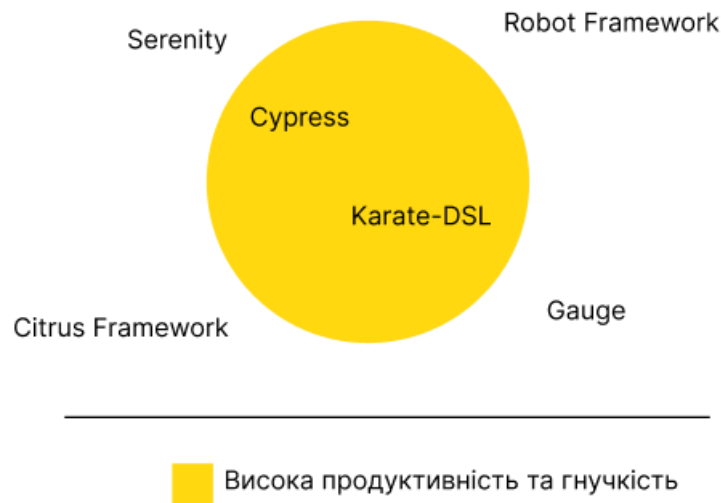 Robot Framework
Serenity
Cypress
Karate-DSL
Gauge
Citrus Framework
Висока продуктивність та гнучкість